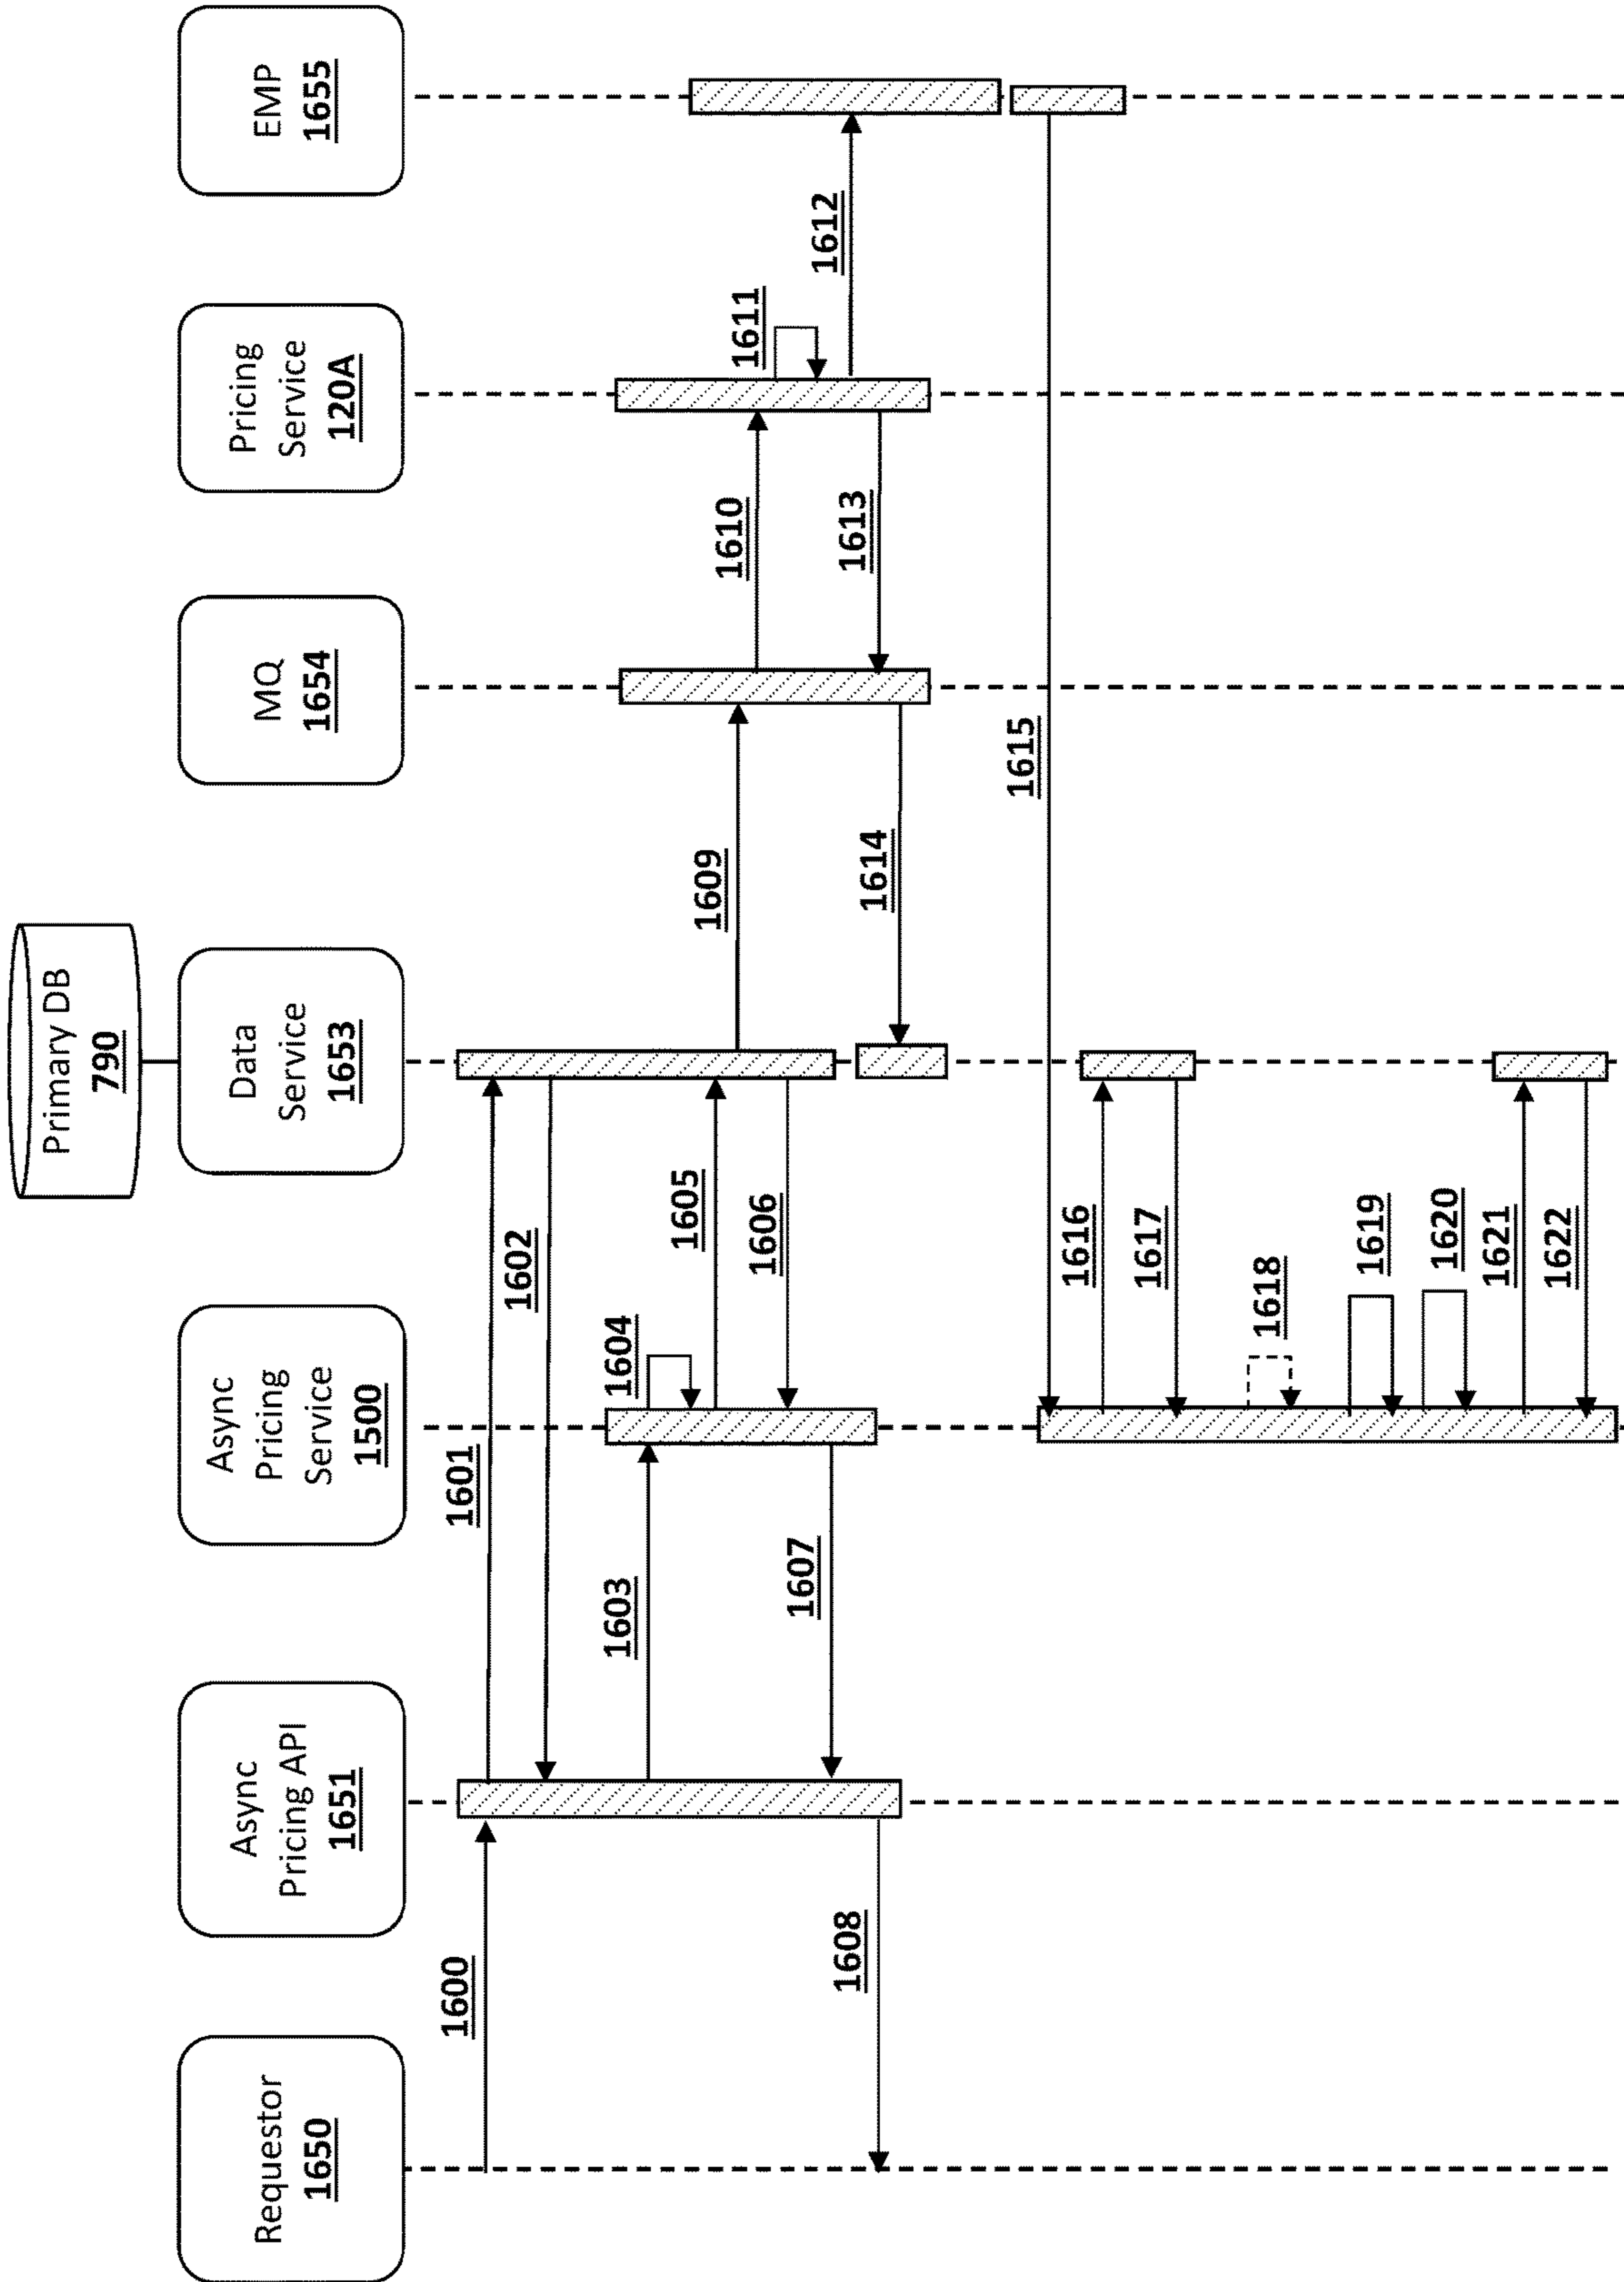 Primary DB
790
Requestor
1650
Async
Pricing API
1651
Async
Pricing
Service
1500
Data
Service
1653
MQ
1654
Pricing
Service
120A
EMP
1655
1600
1601
1602
1603
1604
1605
1606
1607
1608
1609
1610
1611
1612
1613
1614
1615
1616
1617
1618
1619
1620
1621
1622